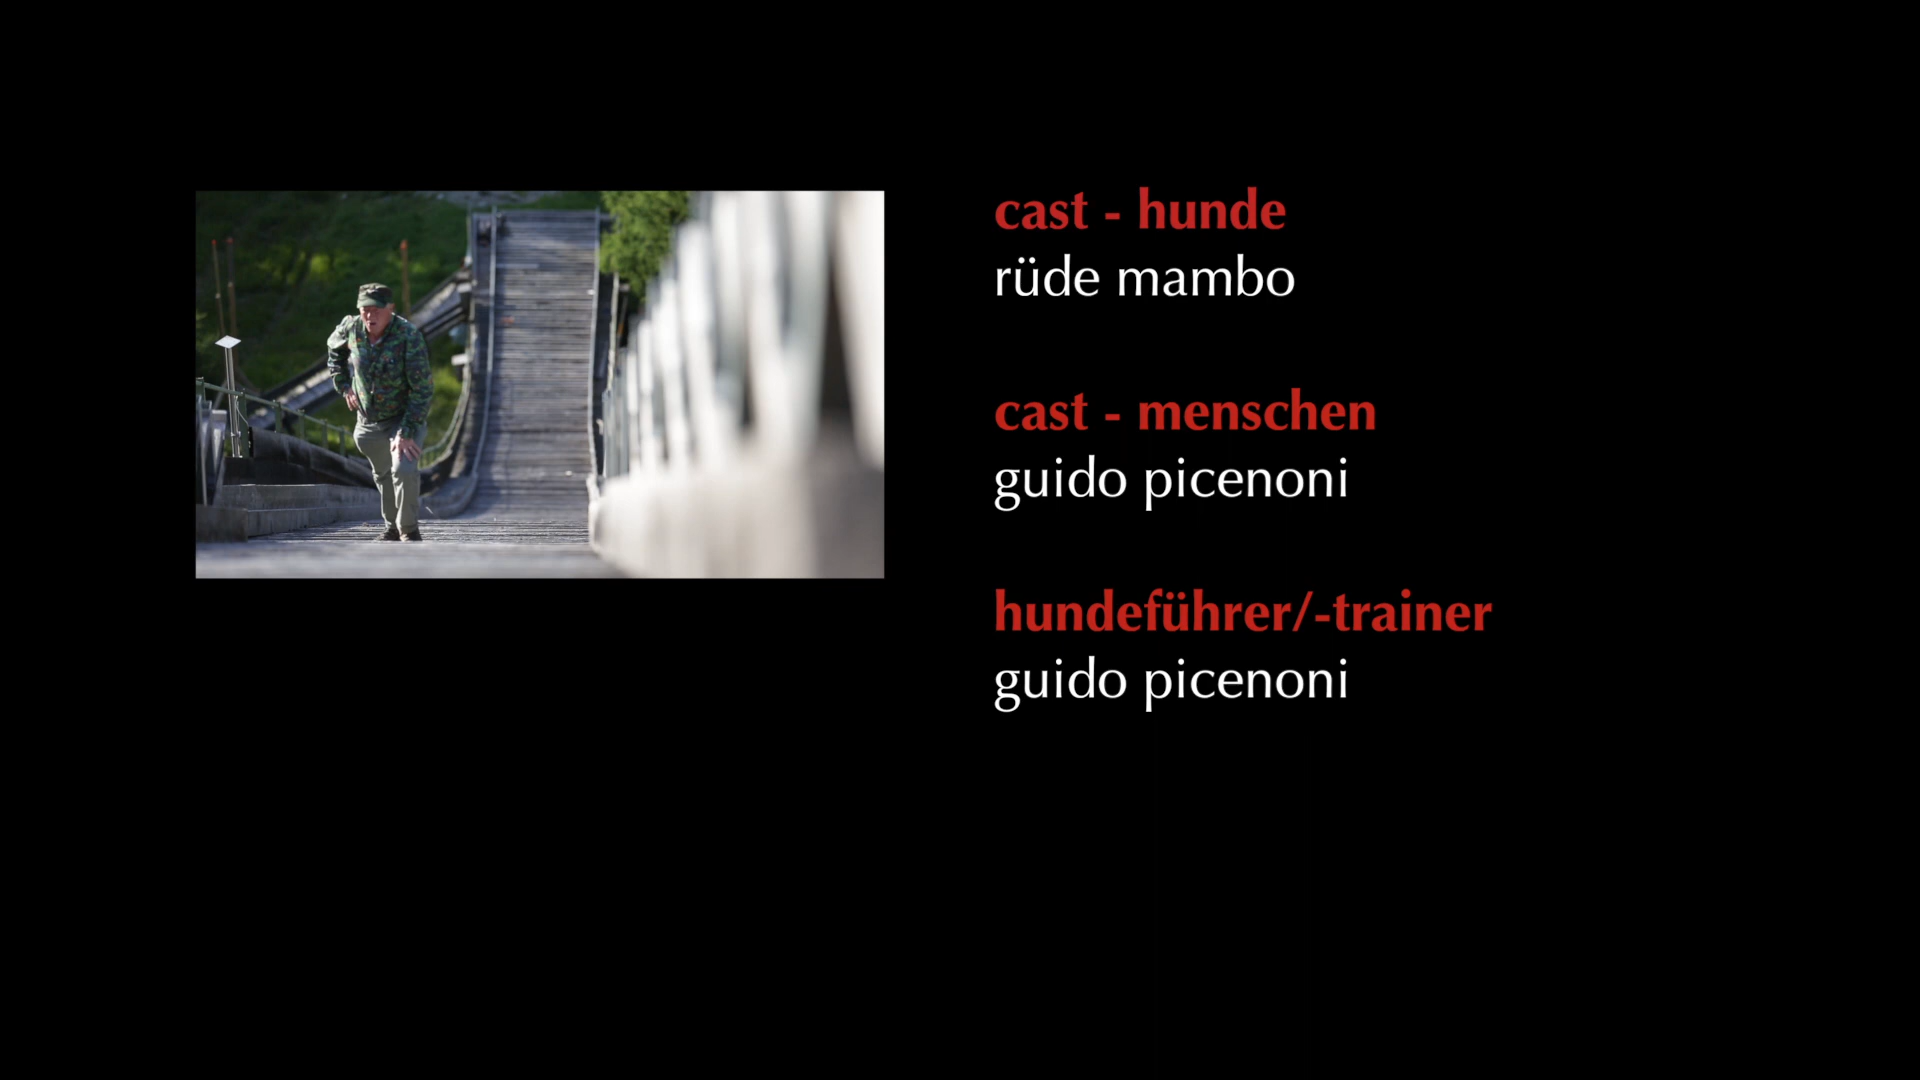 cast - hunde
rüde mambo
cast - menschen
guido picenoni
hundeführer/-trainer
guido picenoni